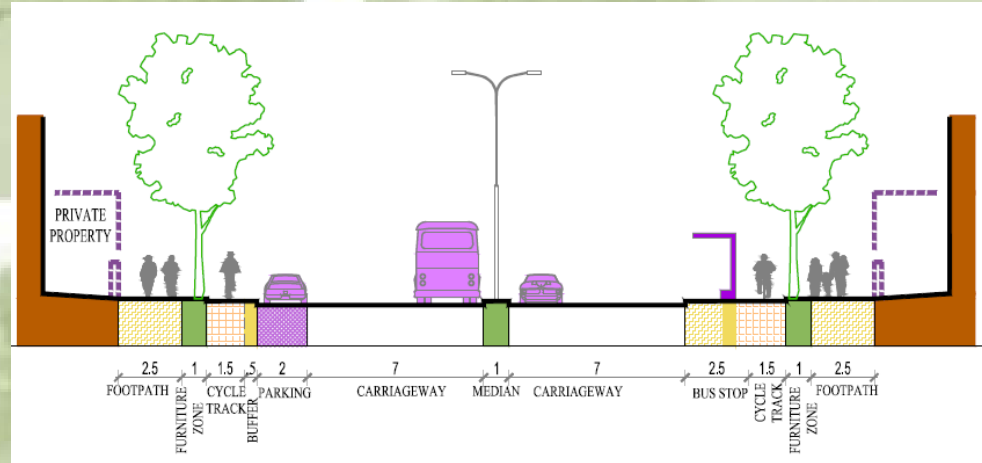 PRIVATE
PROPERTY
2.5 1 1.5 .5 2 7 1 7 2.5 1.5 1 2.5
FOOTPATH
FURNITURE
ZONE
CYCLE
TRACK
BUFFER
PARKING
CARRIAGEWAY
MEDIAN
CARRIAGEWAY
BUS STOP
CYCLE
TRACK
FURNITURE
ZONE
FOOTPATH